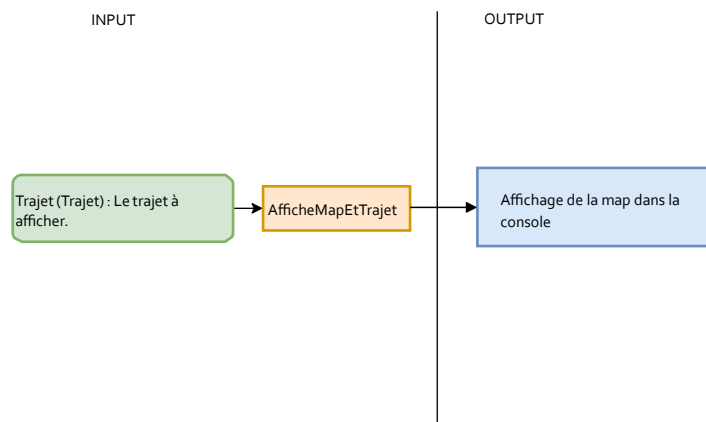 INPUT
OUTPUT
Trajet (Trajet) : Le trajet à
afficher.
AfficheMapEtTrajet
Affichage de la map dans la
console